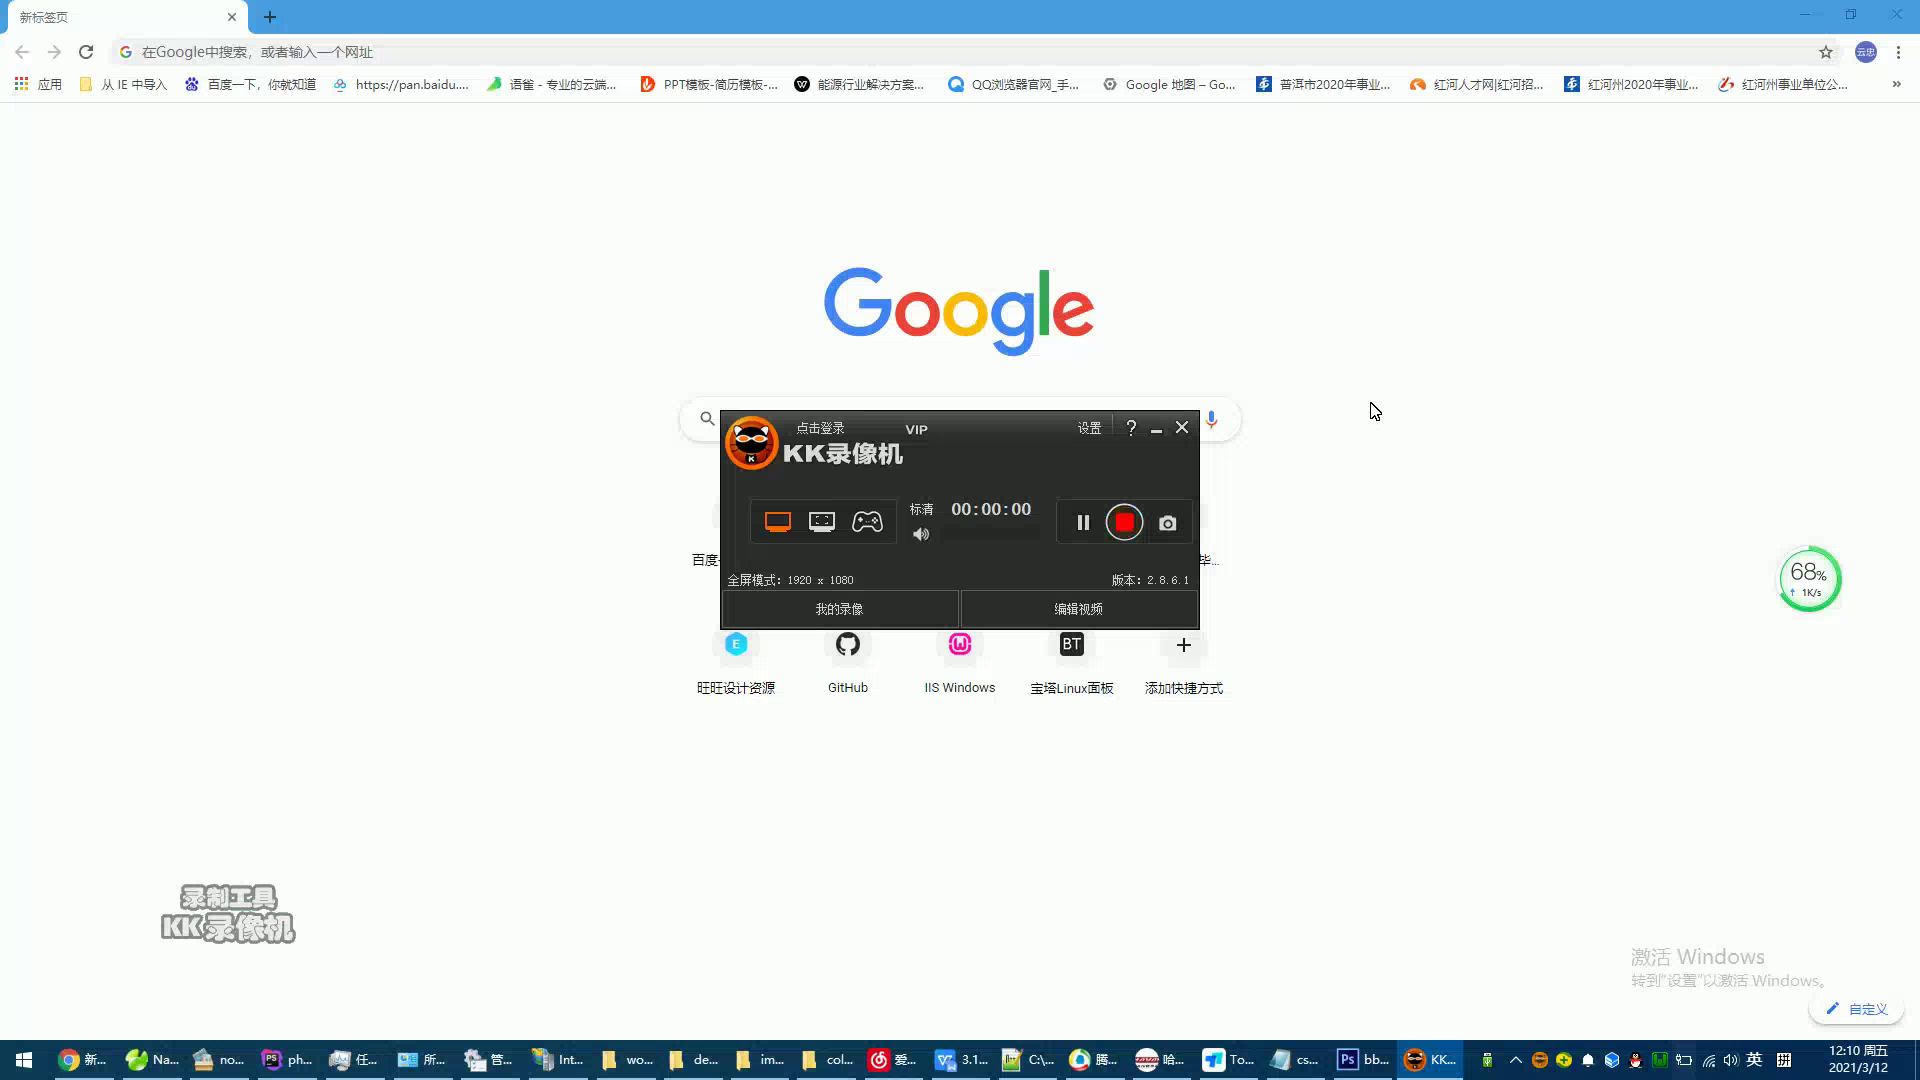 新标签页
在Google中搜索，或者输入一个网址
云忠
应用
从 IE 中导入
百度一下，你就知道
https://pan.baidu....
语雀 - 专业的云端...
PPT模板-简历模板-...
能源行业解决方案...
QQ浏览器官网_手...
Google 地图 – Go...
普洱市2020年事业...
红河人才网|红河招...
红河州2020年事业...
红河州事业单位公...
Google
点击登录
VIP
设置
KK录像机
标清
00:00:00
全屏模式：1920 x 1080
版本：2.8.6.1
我的录像
编辑视频
百度
毕...
68%
1K/s
E
BT
旺旺设计资源
GitHub
IIS Windows
宝塔Linux面板
添加快捷方式
录制工具
KK录像机
激活 Windows
转到"设置"以激活 Windows。
自定义
新...
Na...
no...
ph...
任...
所...
管...
Int...
wo...
de...
im...
col...
爱...
3.1...
C:\...
腾...
哈...
To...
cs...
bb...
KK...
英
拼
12:10 周五
2021/3/12